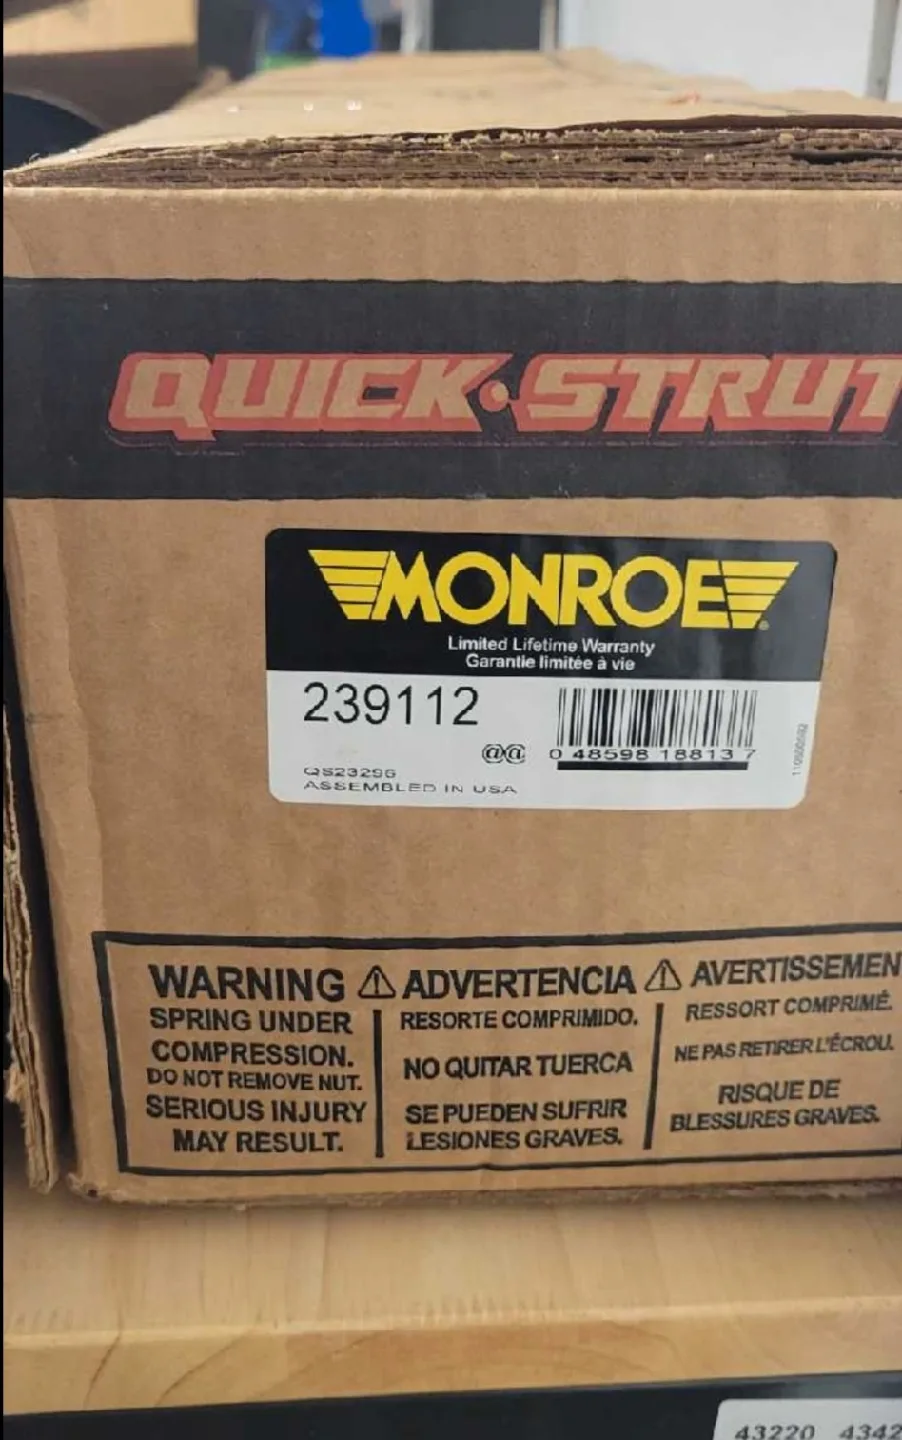 QUICK-STRUT
MONROE
Limited Lifetime Warranty
Garantie limitée à vie
239112
@@
0 48598 18813 7
QS23296
ASSEMBLED IN USA
WARNING ⚠ ADVERTENCIA ⚠ AVERTISSEMEN
SPRING UNDER
COMPRESSION.
DO NOT REMOVE NUT.
SERIOUS INJURY
MAY RESULT.
RESORTE COMPRIMIDO.
NO QUITAR TUERCA
SE PUEDEN SUFRIR
LESIONES GRAVES.
RESSORT COMPRIMÉ.
NE PAS RETIRER L'ÉCROU.
RISQUE DE
BLESSURES GRAVES.
43220 4342